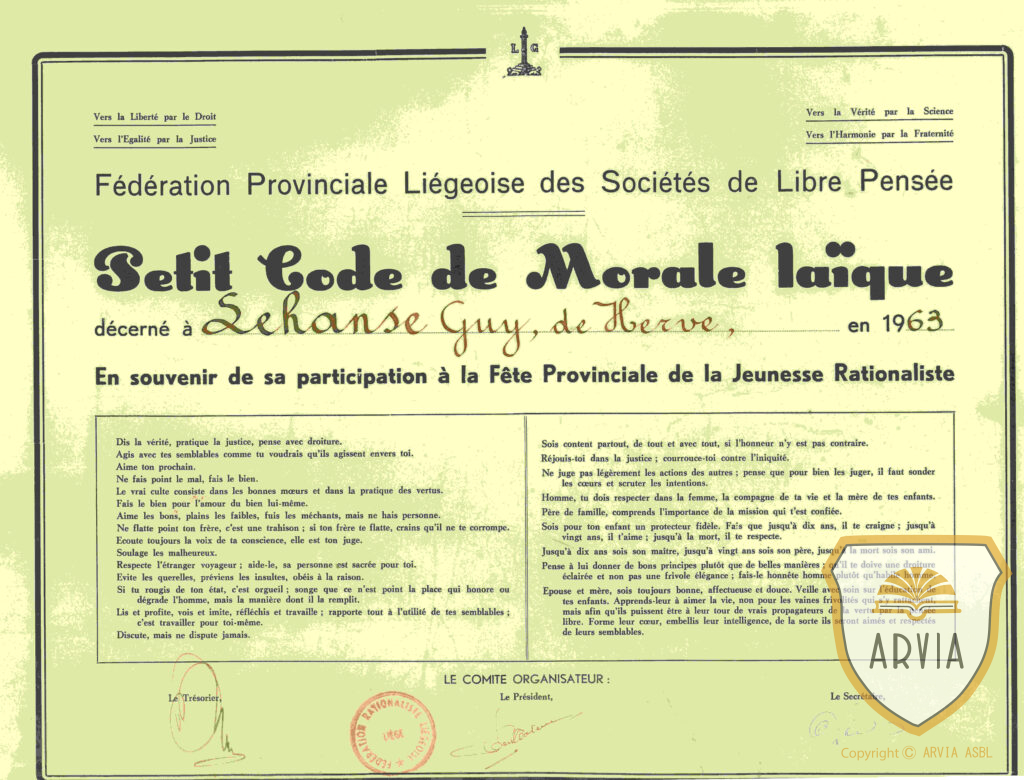 L G
Vers la Liberté par le Droit
Vers l'Egalité par la Justice
Vers la Vérité par la Science
Vers l'Harmonie par la Fraternité
Fédération Provinciale Liégeoise des Sociétés de Libre Pensée
Petit Code de Morale laïque
décerné à Lehanse Guy, de Herve, en 1963
En souvenir de sa participation à la Fête Provinciale de la Jeunesse Rationaliste
Dis la vérité, pratique la justice, pense avec droiture.
Agis avec tes semblables comme tu voudrais qu'ils agissent envers toi.
Aime ton prochain.
Ne fais point le mal, fais le bien.
Le vrai culte consiste dans les bonnes mœurs et dans la pratique des vertus.
Fais le bien pour l'amour du bien lui-même.
Aime les bons, plains les faibles, fuis les méchants, mais ne hais personne.
Ne flatte point ton frère, c'est une trahison ; si ton frère te flatte, crains qu'il ne te corrompe.
Ecoute toujours la voix de ta conscience, elle est ton juge.
Soulage les malheureux.
Respecte l'étranger voyageur ; aide-le, sa personne est sacrée pour toi.
Evite les querelles, préviens les insultes, obéis à la raison.
Si tu rougis de ton état, c'est orgueil ; songe que ce n'est point la place qui honore ou
dégrade l'homme, mais la manière dont il la remplit.
Lis et profite, vois et imite, réfléchis et travaille ; rapporte tout à l'utilité de tes semblables ;
c'est travailler pour toi-même.
Discute, mais ne dispute jamais.
Sois content partout, de tout et avec tout, si l'honneur n'y est pas contraire.
Réjouis-toi dans la justice ; courrouce-toi contre l'iniquité.
Ne juge pas légèrement les actions des autres ; pense que pour bien les juger, il faut sonder
les cœurs et scruter les intentions.
Homme, tu dois respecter dans la femme, la compagne de ta vie et la mère de tes enfants.
Père de famille, comprends l'importance de la mission qui t'est confiée.
Sois pour ton enfant un protecteur fidèle. Fais que jusqu'à dix ans, il te craigne ; jusqu'à
vingt ans, il t'aime ; jusqu'à la mort, il te respecte.
Jusqu'à dix ans sois son maître, jusqu'à vingt ans sois son père, jusqu'à la mort sois son ami.
Pense à lui donner de bons principes plutôt que de belles manières ; qu'il te doive une droiture
éclairée et non pas une frivole élégance ; fais-le honnête homme plutôt qu'habile homme.
Epouse et mère, sois toujours bonne, affectueuse et douce. Veille avec soin sur l'éducation de
tes enfants. Apprends-leur à aimer la vie, non pour les vaines frivolités qui s'y rattachent,
mais afin qu'ils puissent être à leur tour de vrais propagateurs de la vertu par la pensée
libre. Forme leur cœur, embellis leur intelligence, de la sorte ils seront aimés et respectés
de leurs semblables.
LE COMITE ORGANISATEUR :
Le Trésorier,
Le Président,
Le Secrétaire,
FÉDÉRATION RATIONALISTE LIÉGEOISE
LIÉGE
ARVIA
Copyright © ARVIA ASBL